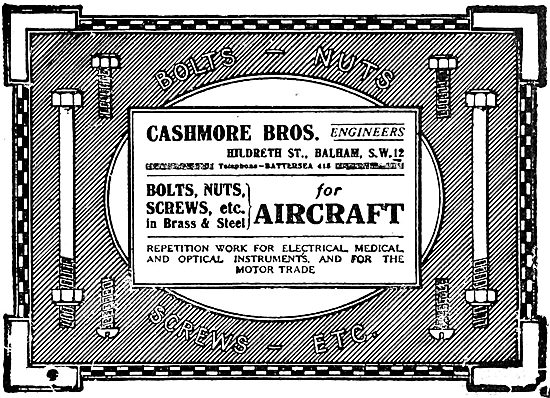 BOLTS – NUTS
CASHMORE BROS. ENGINEERS
HILDRETH ST., BALHAM, S.W.12
Telephone—BATTERSEA 415
BOLTS, NUTS,
SCREWS, etc.
in Brass & Steel
for
AIRCRAFT
REPETITION WORK FOR ELECTRICAL, MEDICAL,
AND OPTICAL INSTRUMENTS, AND FOR THE
MOTOR TRADE
SCREWS – ETC.